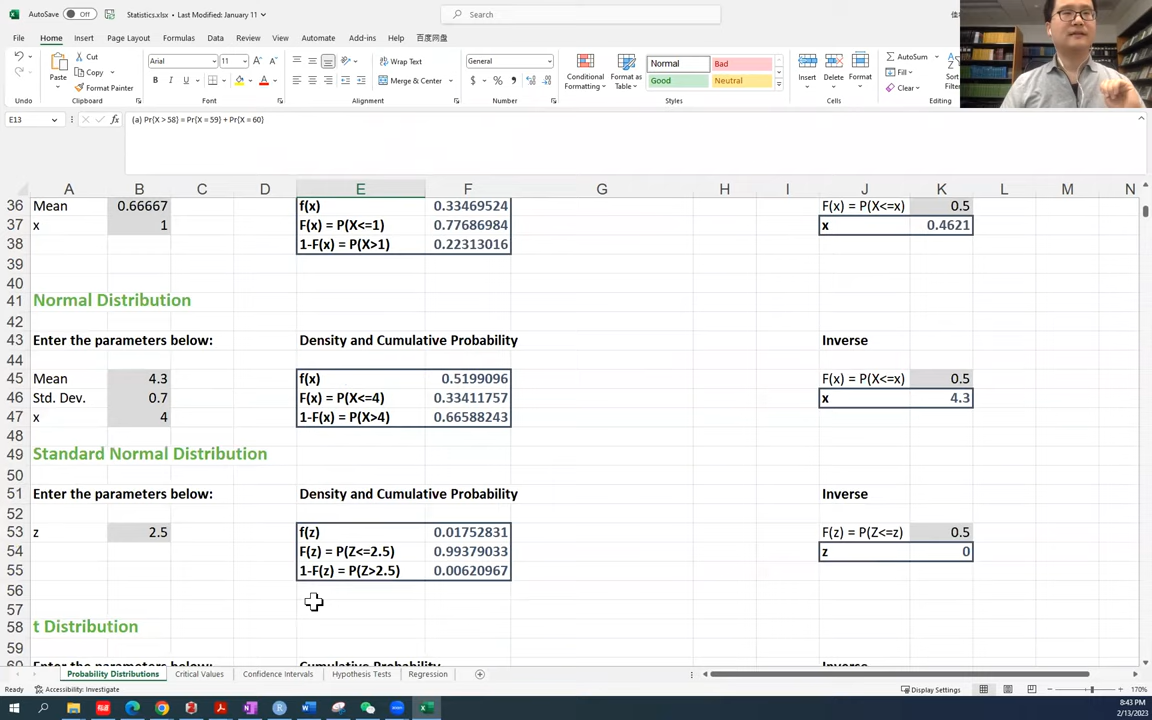 AutoSave Off Statistics.xlsx • Last Modified: January 11 Search
File Home Insert Page Layout Formulas Data Review View Automate Add-ins Help 百度网盘
Cut Arial 11 Wrap Text General Normal Bad AutoSum
Paste Copy Conditional Format as Good Neutral Insert Delete Format Fill Sort
Format Painter Merge & Center Formatting Table Clear Filter
Undo Clipboard Font Alignment Number Styles Cells Editing
E13 fx (a) Pr{X > 58} = Pr{X = 59} + Pr{X = 60}
A B C D E F G H I J K L M N
36 Mean 0.66667 f(x) 0.33469524 F(x) = P(X<=x) 0.5
37 x 1 F(x) = P(X<=1) 0.77686984 x 0.4621
38 1-F(x) = P(X>1) 0.22313016
39
40
41 Normal Distribution
42
43 Enter the parameters below: Density and Cumulative Probability Inverse
44
45 Mean 4.3 f(x) 0.5199096 F(x) = P(X<=x) 0.5
46 Std. Dev. 0.7 F(x) = P(X<=4) 0.33411757 x 4.3
47 x 4 1-F(x) = P(X>4) 0.66588243
48
49 Standard Normal Distribution
50
51 Enter the parameters below: Density and Cumulative Probability Inverse
52
53 z 2.5 f(z) 0.01752831 F(z) = P(Z<=z) 0.5
54 F(z) = P(Z<=2.5) 0.99379033 z 0
55 1-F(z) = P(Z>2.5) 0.00620967
56
57
58 t Distribution
59
60 Enter the parameters below: Cumulative Probability Inverse
Probability Distributions Critical Values Confidence Intervals Hypothesis Tests Regression
Ready Accessibility: Investigate Display Settings 170%
8:43 PM
2/13/2023